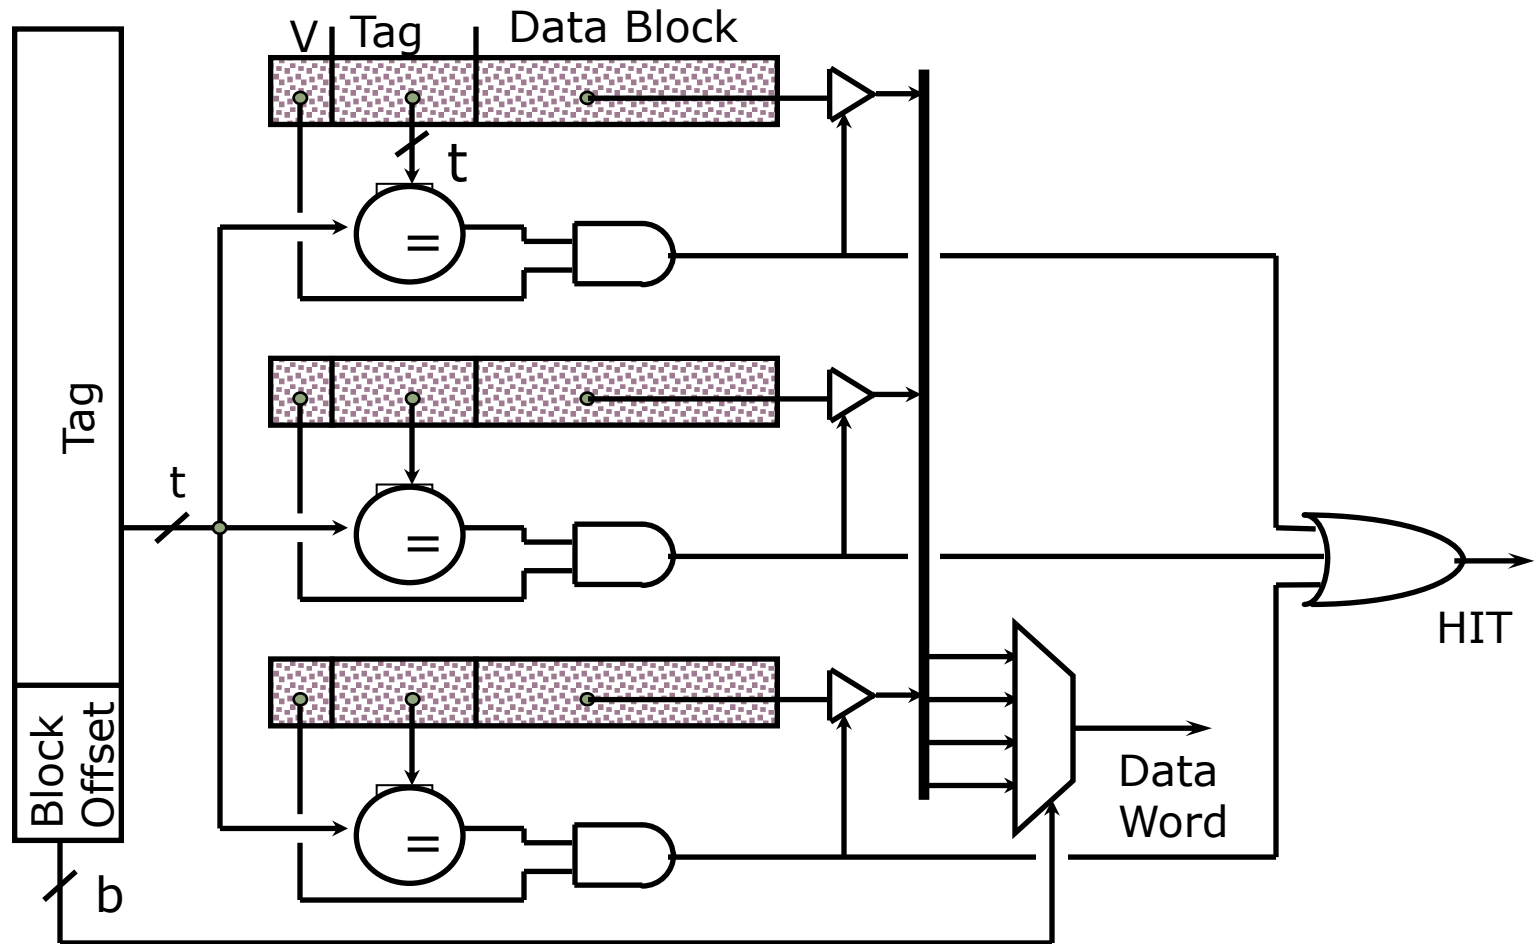 V
Tag
Data Block
t
=
Tag
t
=
HIT
Block
Offset
=
Data
Word
b